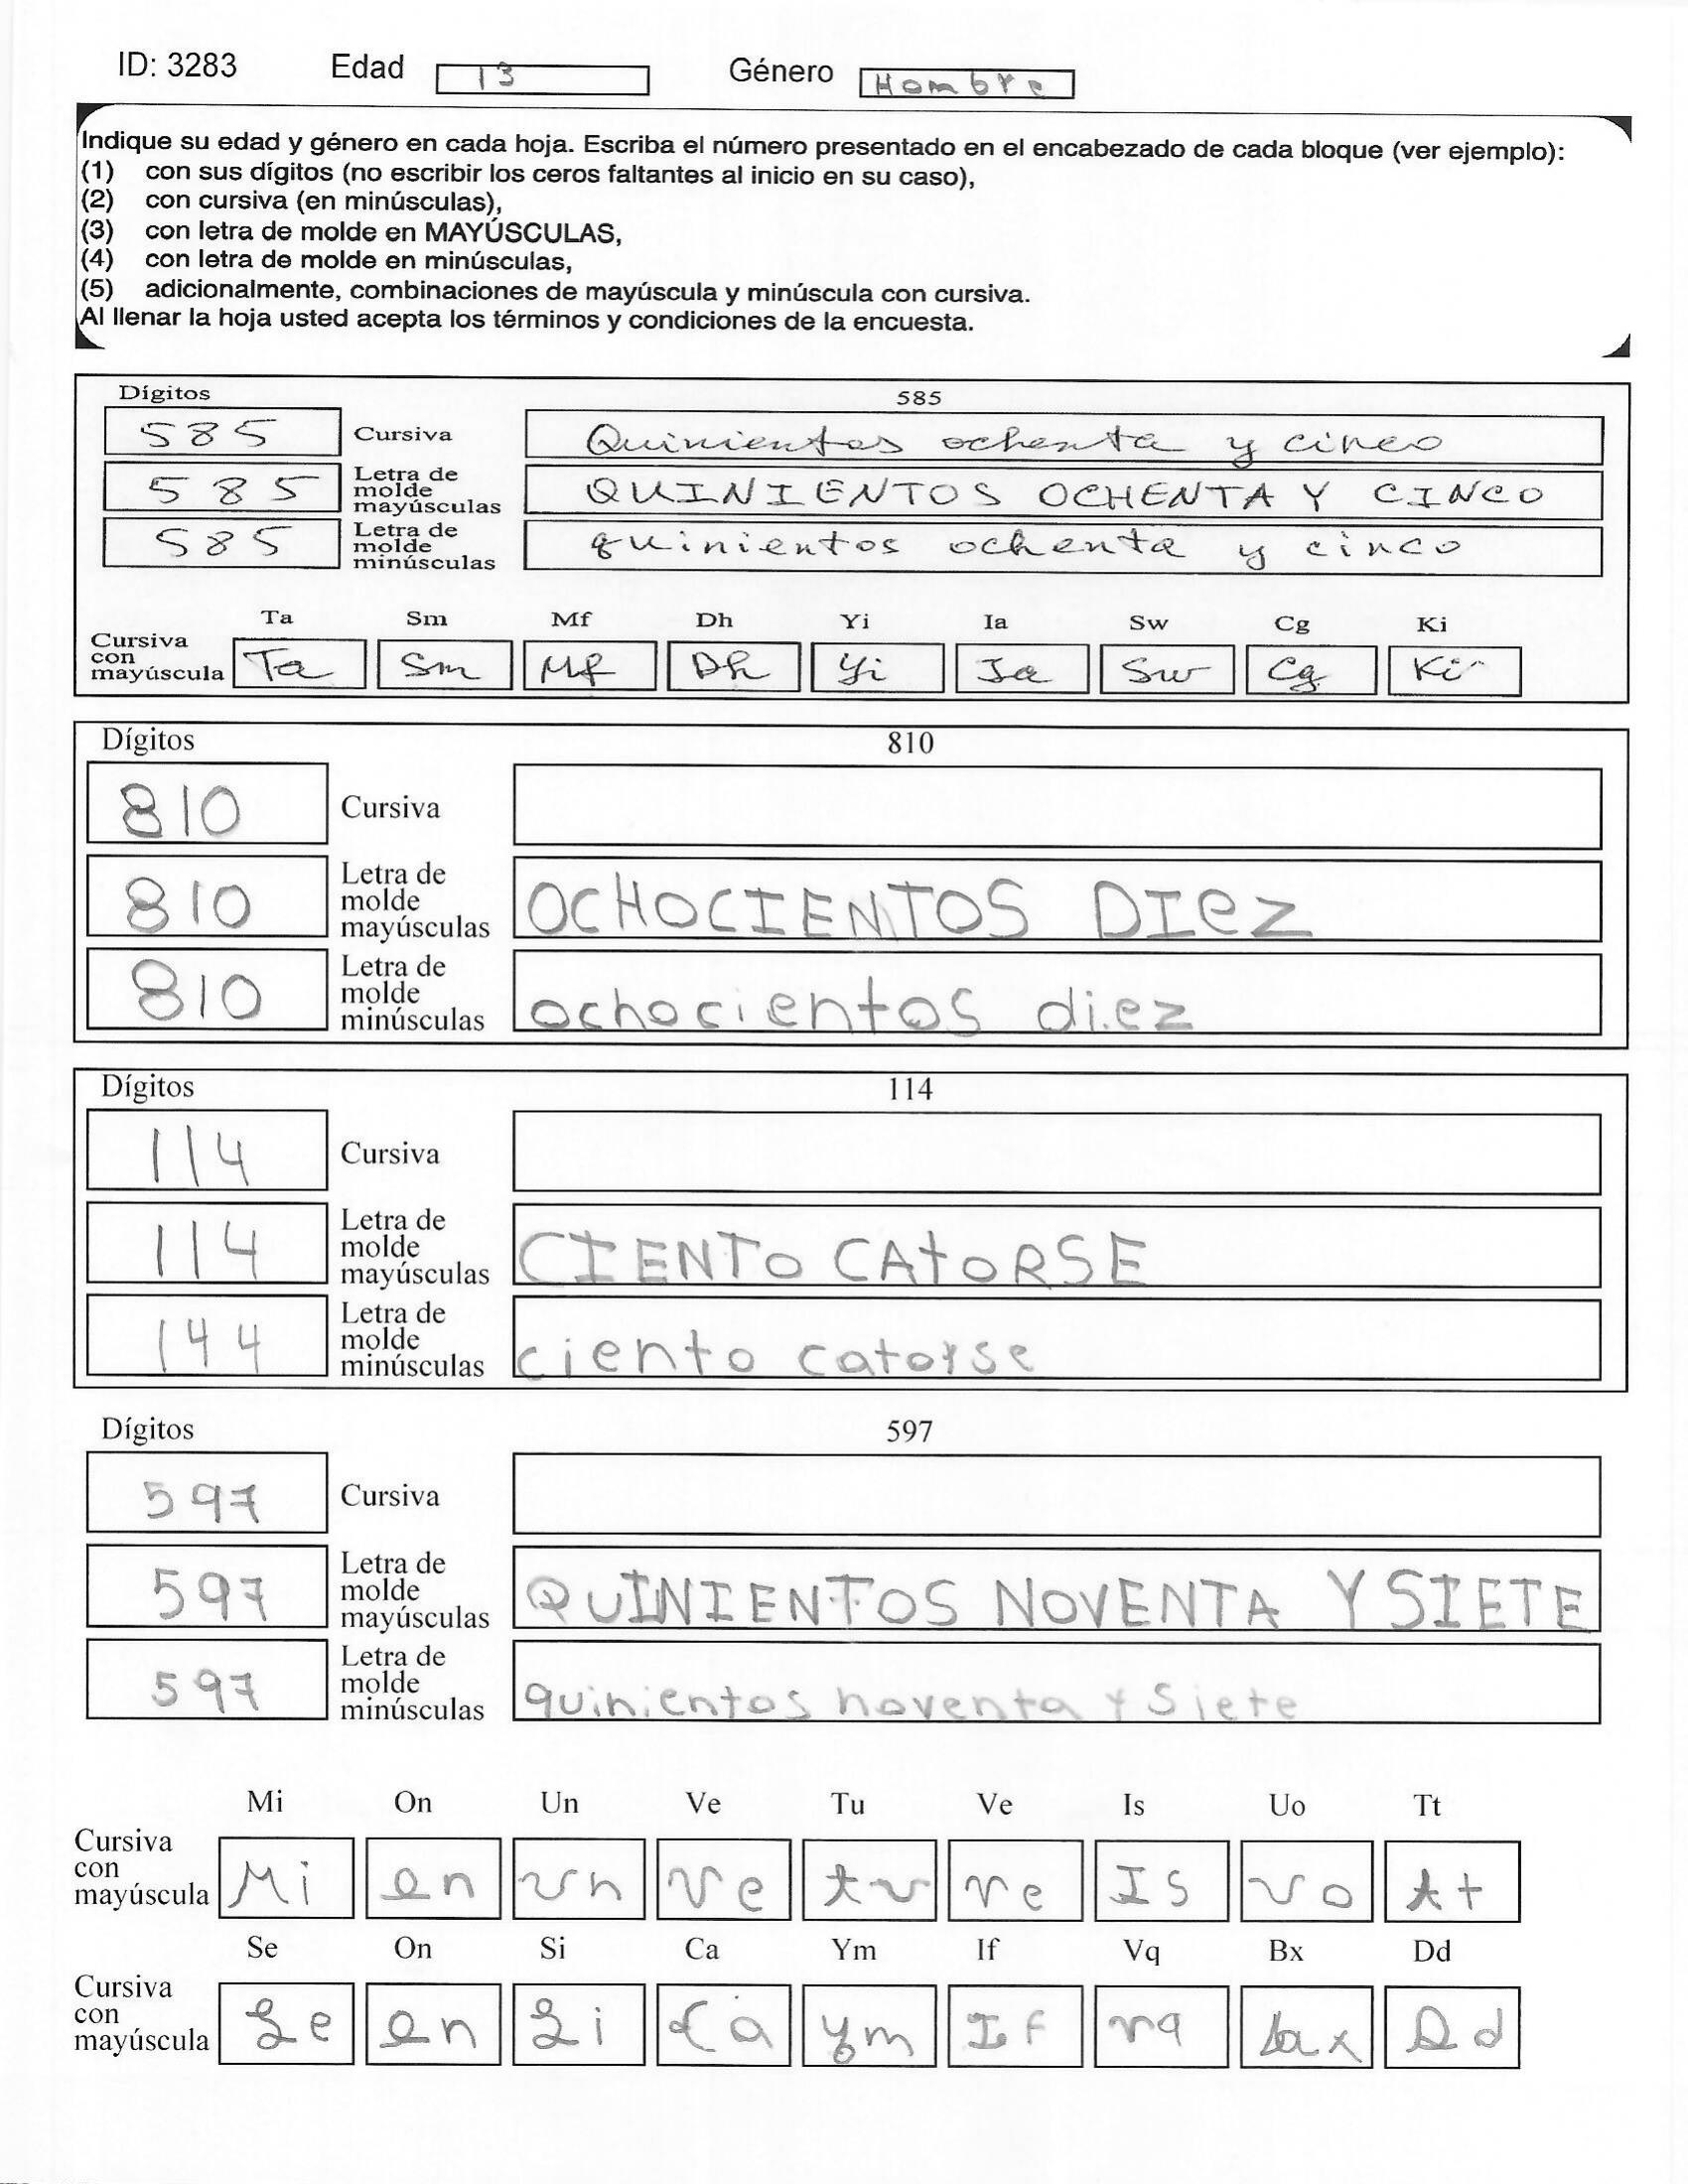 ID: 3283 Edad 13 Género Hombre
Indique su edad y género en cada hoja. Escriba el número presentado en el encabezado de cada bloque (ver ejemplo):
(1) con sus dígitos (no escribir los ceros faltantes al inicio en su caso),
(2) con cursiva (en minúsculas),
(3) con letra de molde en MAYÚSCULAS,
(4) con letra de molde en minúsculas,
(5) adicionalmente, combinaciones de mayúscula y minúscula con cursiva.
Al llenar la hoja usted acepta los términos y condiciones de la encuesta.
Dígitos 585
585 Cursiva Quinientos ochenta y cinco
585 Letra de molde mayúsculas QUINIENTOS OCHENTA Y CINCO
585 Letra de molde minúsculas quinientos ochenta y cinco
Ta Sm Mf Dh Yi Ia Sw Cg Ki
Cursiva con mayúscula Ta Sm Mf Dh Yi Ia Sw Cg Ki
Dígitos 810
810 Cursiva
810 Letra de molde mayúsculas OCHOCIENTOS DIeZ
810 Letra de molde minúsculas ochocientos diez
Dígitos 114
114 Cursiva
114 Letra de molde mayúsculas CIENTO CAtORSE
144 Letra de molde minúsculas ciento catorse
Dígitos 597
597 Cursiva
597 Letra de molde mayúsculas QUINIENTOS NOVENTA Y SIETE
597 Letra de molde minúsculas quinientos noventa Y Siete
Mi On Un Ve Tu Ve Is Uo Tt
Cursiva con mayúscula Mi On Un Ve Tu Ve Is Uo Tt
Se On Si Ca Ym If Vq Bx Dd
Cursiva con mayúscula Se On Si Ca Ym If Vq Bx Dd